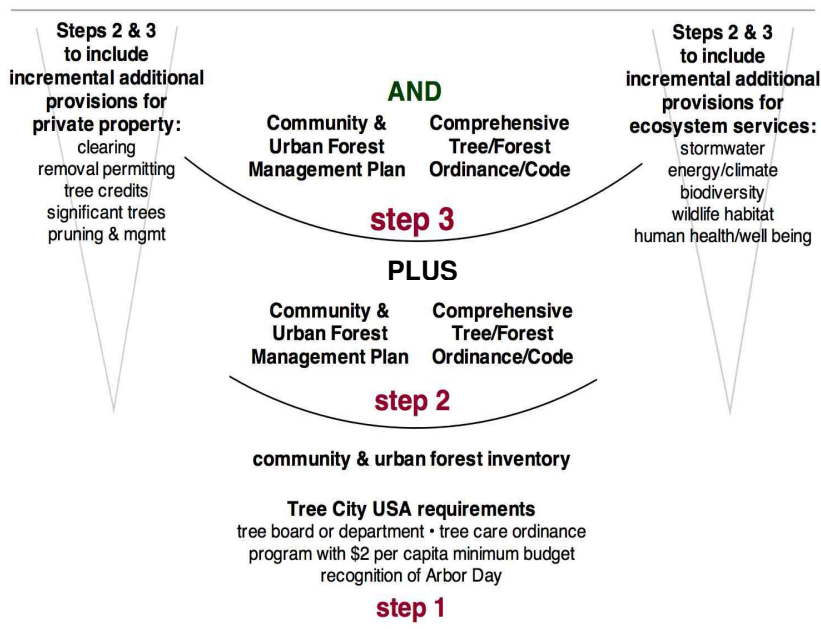 Steps 2 & 3
to include
incremental additional
provisions for
private property:
clearing
removal permitting
tree credits
significant trees
pruning & mgmt
AND
Community &
Urban Forest
Management Plan
Comprehensive
Tree/Forest
Ordinance/Code
step 3
Steps 2 & 3
to include
incremental additional
provisions for
ecosystem services:
stormwater
energy/climate
biodiversity
wildlife habitat
human health/well being
PLUS
Community &
Urban Forest
Management Plan
Comprehensive
Tree/Forest
Ordinance/Code
step 2
community & urban forest inventory
Tree City USA requirements
tree board or department • tree care ordinance
program with $2 per capita minimum budget
recognition of Arbor Day
step 1